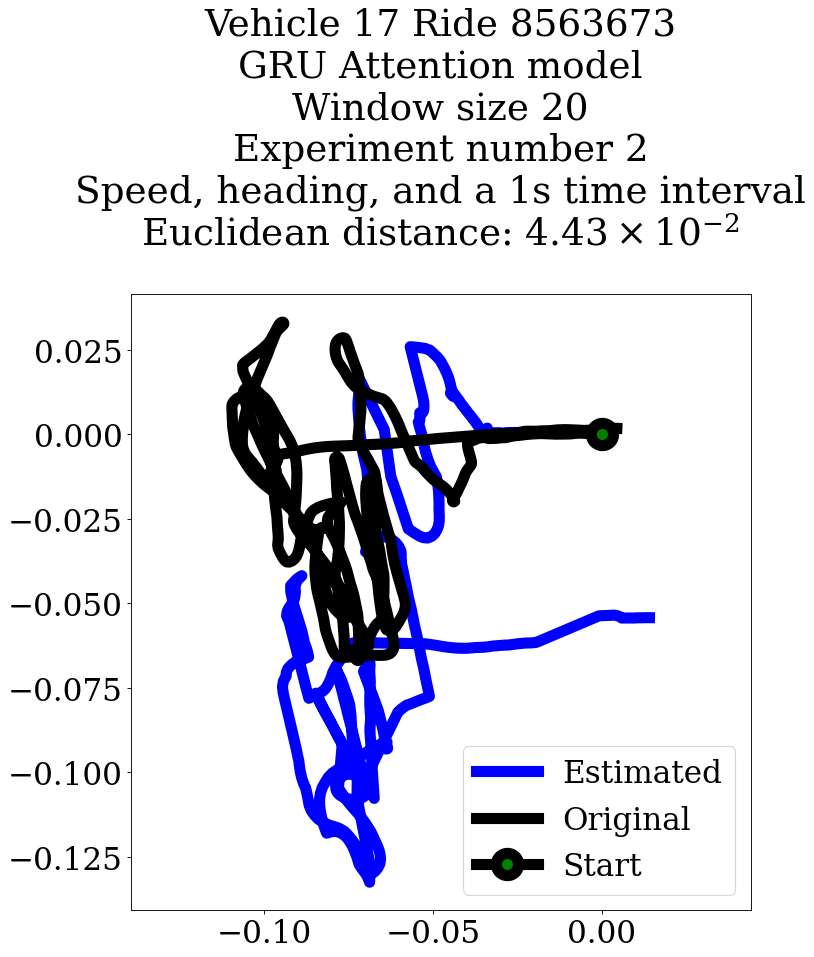 Vehicle 17 Ride 8563673
GRU Attention model
Window size 20
Experiment number 2
Speed, heading, and a 1s time interval
Euclidean distance: 4.43 × 10⁻²
0.025
0.000
−0.025
−0.050
−0.075
−0.100
−0.125
Estimated
Original
Start
−0.10
−0.05
0.00